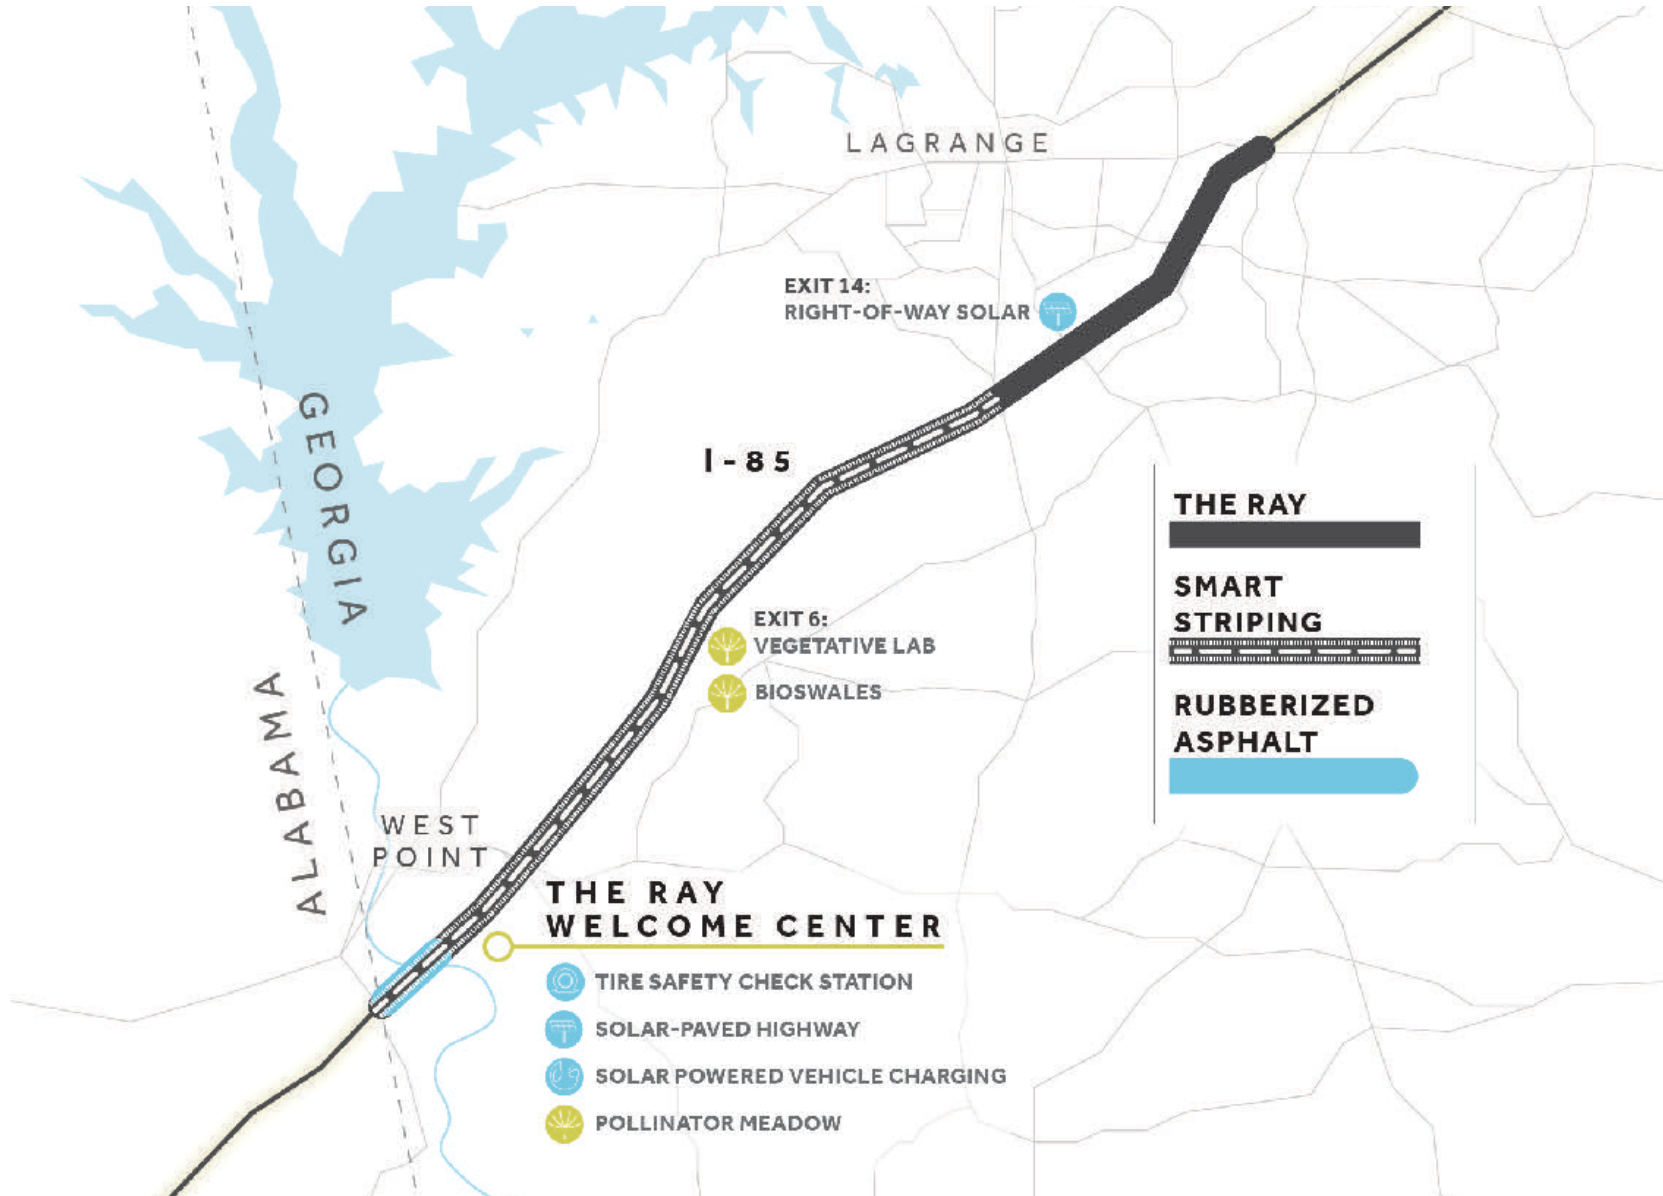 LAGRANGE
EXIT 14:
RIGHT-OF-WAY SOLAR
GEORGIA
I-85
THE RAY
SMART
STRIPING
RUBBERIZED
ASPHALT
EXIT 6:
VEGETATIVE LAB
BIOSWALES
ALABAMA
WEST
POINT
THE RAY
WELCOME CENTER
TIRE SAFETY CHECK STATION
SOLAR-PAVED HIGHWAY
SOLAR POWERED VEHICLE CHARGING
POLLINATOR MEADOW